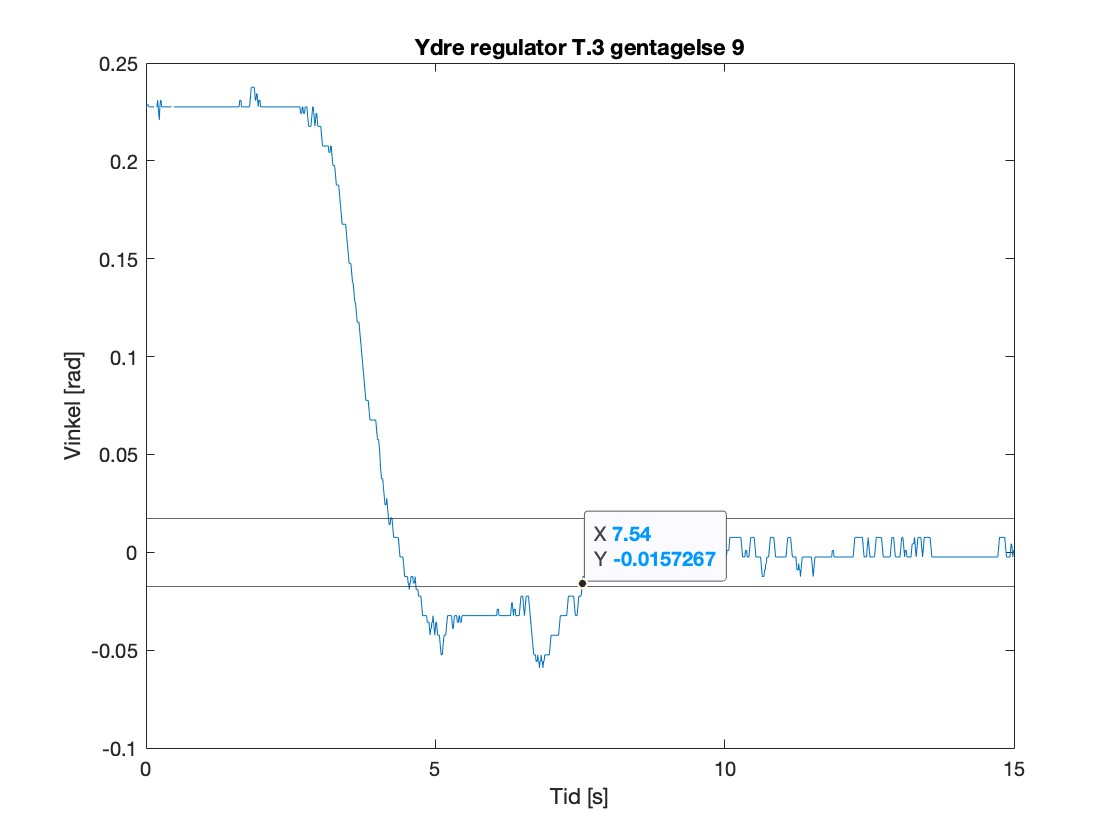 Ydre regulator T.3 gentagelse 9
0.25
0.2
0.15
0.1
0.05
0
-0.05
-0.1
Vinkel [rad]
X 7.54
Y -0.0157267
0 5 10 15
Tid [s]